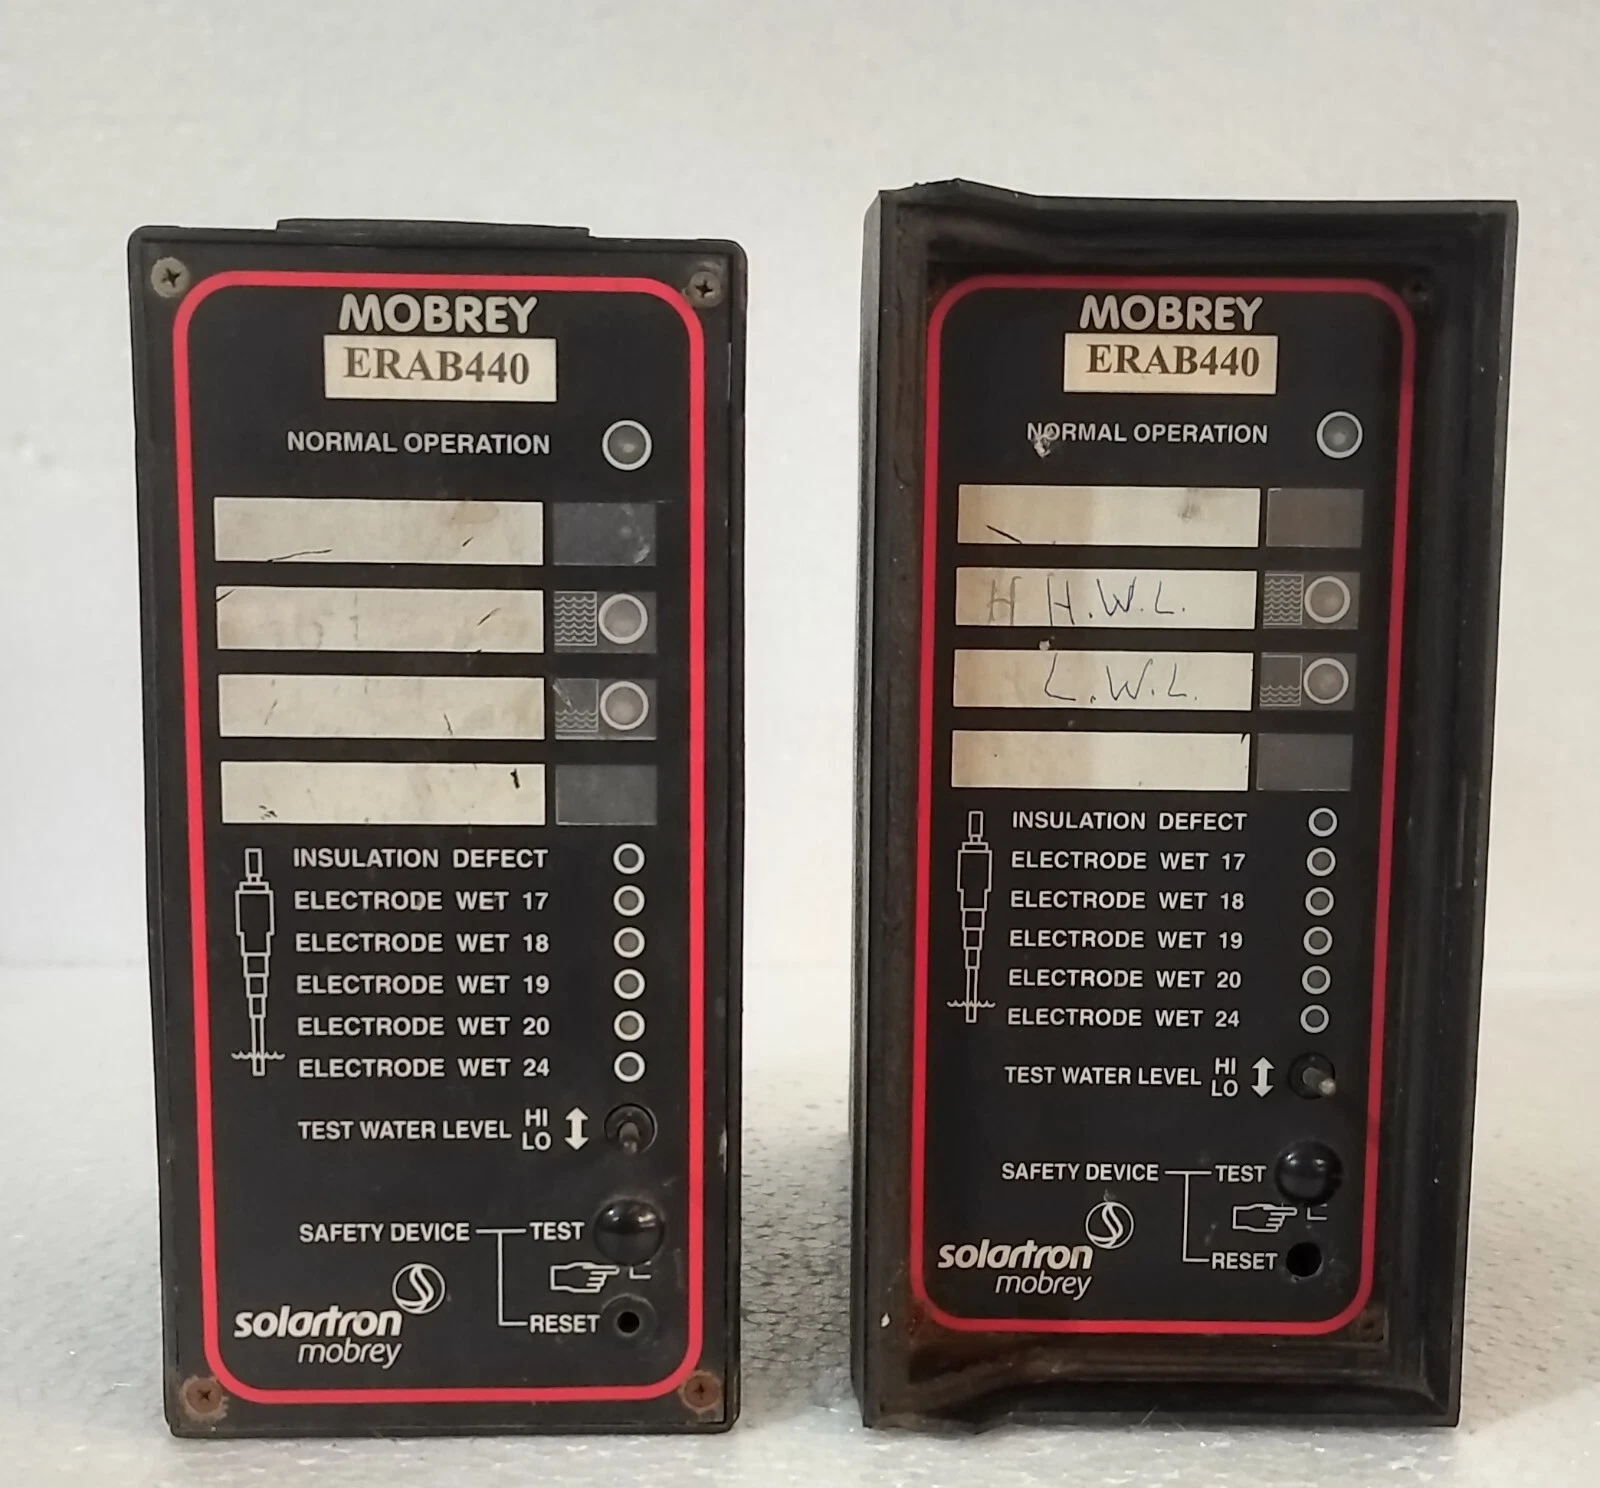 MOBREY
ERAB440
NORMAL OPERATION
INSULATION DEFECT
ELECTRODE WET 17
ELECTRODE WET 18
ELECTRODE WET 19
ELECTRODE WET 20
ELECTRODE WET 24
TEST WATER LEVEL HI
LO
SAFETY DEVICE TEST
RESET
solartron
mobrey
MOBREY
ERAB440
NORMAL OPERATION
H H.W.L.
L.W.L.
INSULATION DEFECT
ELECTRODE WET 17
ELECTRODE WET 18
ELECTRODE WET 19
ELECTRODE WET 20
ELECTRODE WET 24
TEST WATER LEVEL HI
LO
SAFETY DEVICE TEST
RESET
solartron
mobrey